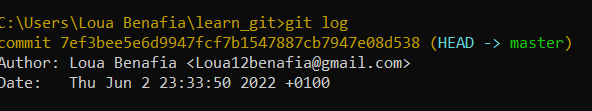 C:\Users\Loua Benafia\learn_git>git log
commit 7ef3bee5e6d9947fcf7b1547887cb7947e08d538 (HEAD -> master)
Author: Loua Benafia <Loua12benafia@gmail.com>
Date:   Thu Jun 2 23:33:50 2022 +0100